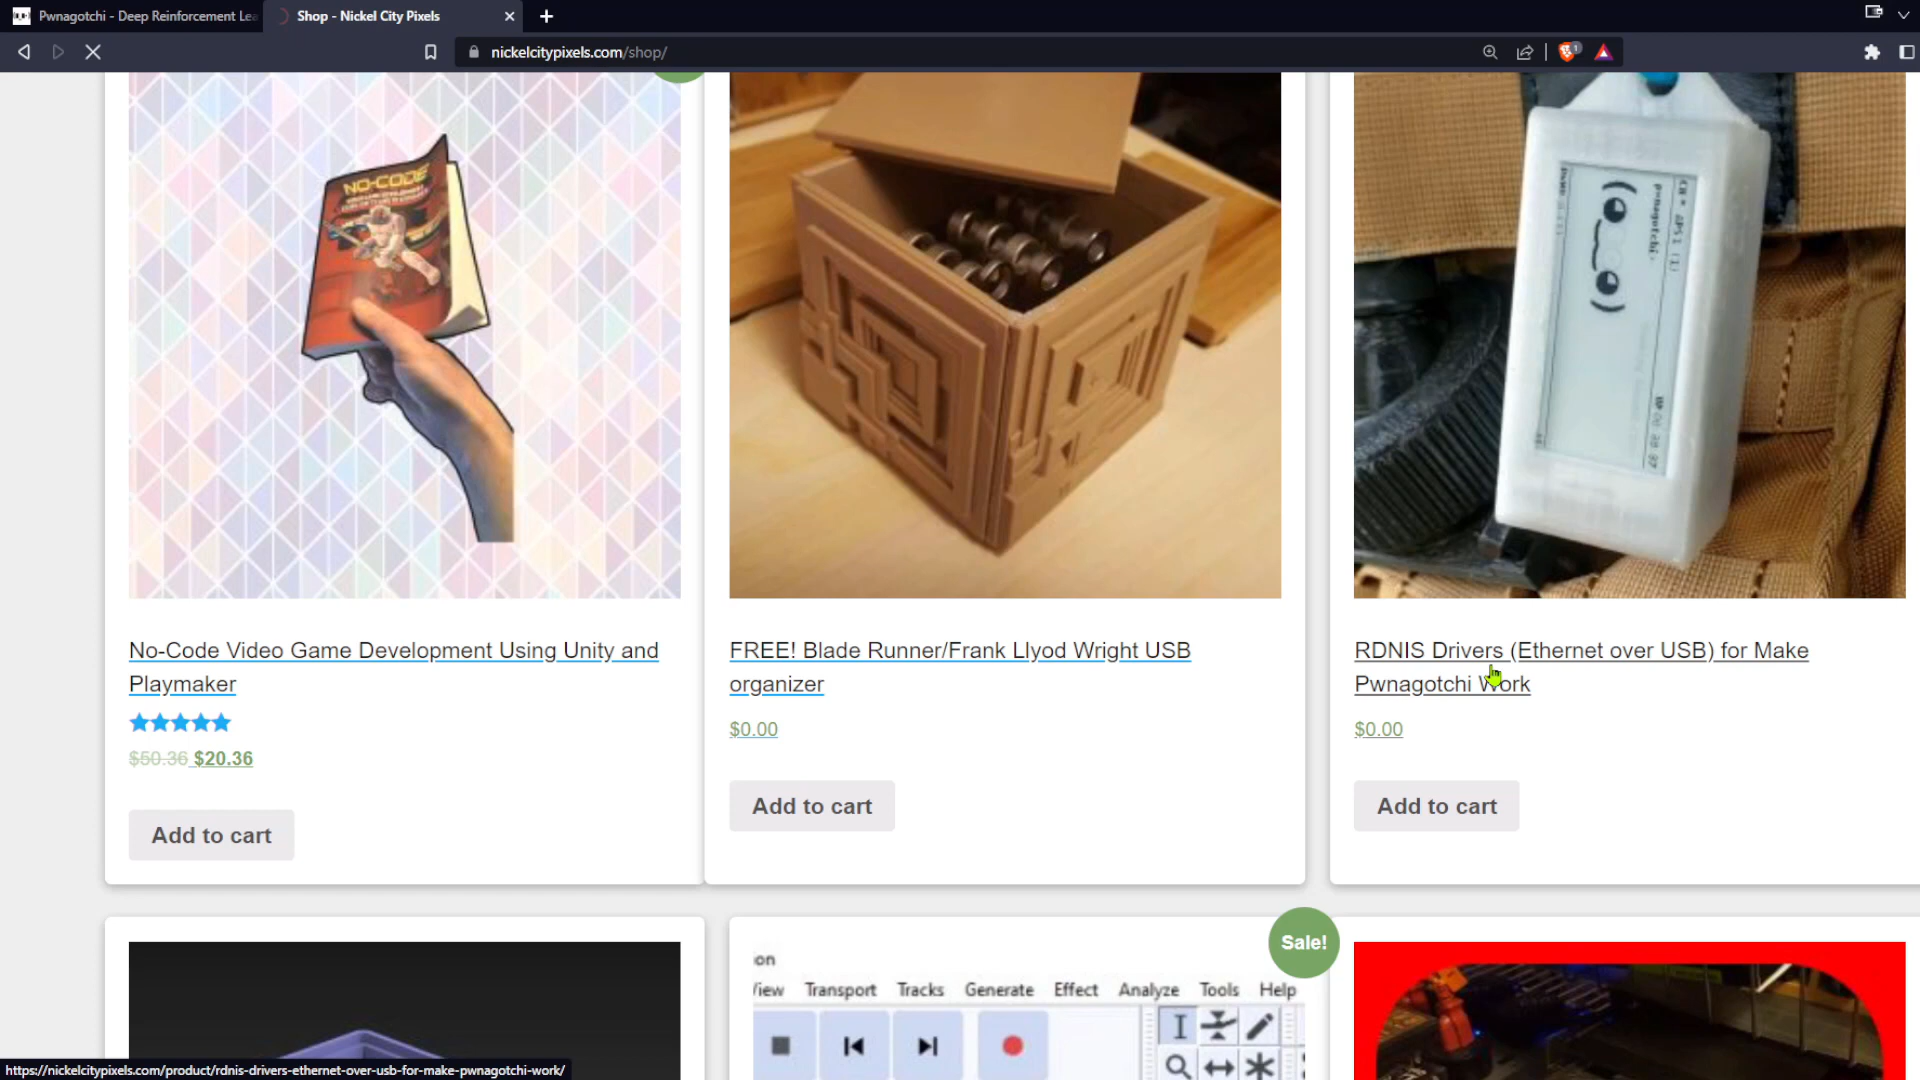 Pwnagotchi - Deep Reinforcement Lea
Shop - Nickel City Pixels
nickelcitypixels.com/shop/
1
NO-CODE
No-Code Video Game Development Using Unity and
Playmaker
$50.36 $20.36
Add to cart
FREE! Blade Runner/Frank Llyod Wright USB
organizer
$0.00
Add to cart
RDNIS Drivers (Ethernet over USB) for Make
Pwnagotchi Work
$0.00
Add to cart
Sale!
on
View Transport Tracks Generate Effect Analyze Tools Help
https://nickelcitypixels.com/product/rdnis-drivers-ethernet-over-usb-for-make-pwnagotchi-work/